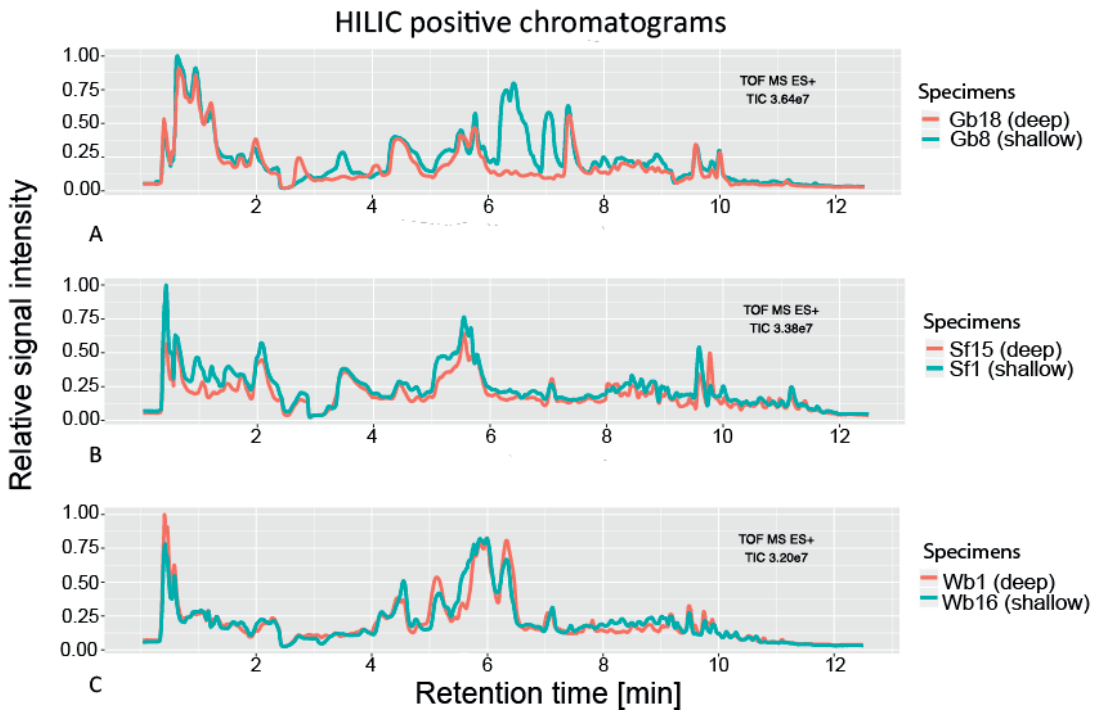 HILIC positive chromatograms
Relative signal intensity
1.00
0.75
0.50
0.25
0.00
TOF MS ES+
TIC 3.64e7
Specimens
Gb18 (deep)
Gb8 (shallow)
2 4 6 8 10 12
A
1.00
0.75
0.50
0.25
0.00
TOF MS ES+
TIC 3.38e7
Specimens
Sf15 (deep)
Sf1 (shallow)
2 4 6 8 10 12
B
1.00
0.75
0.50
0.25
0.00
TOF MS ES+
TIC 3.20e7
Specimens
Wb1 (deep)
Wb16 (shallow)
2 4 6 8 10 12
C
Retention time [min]